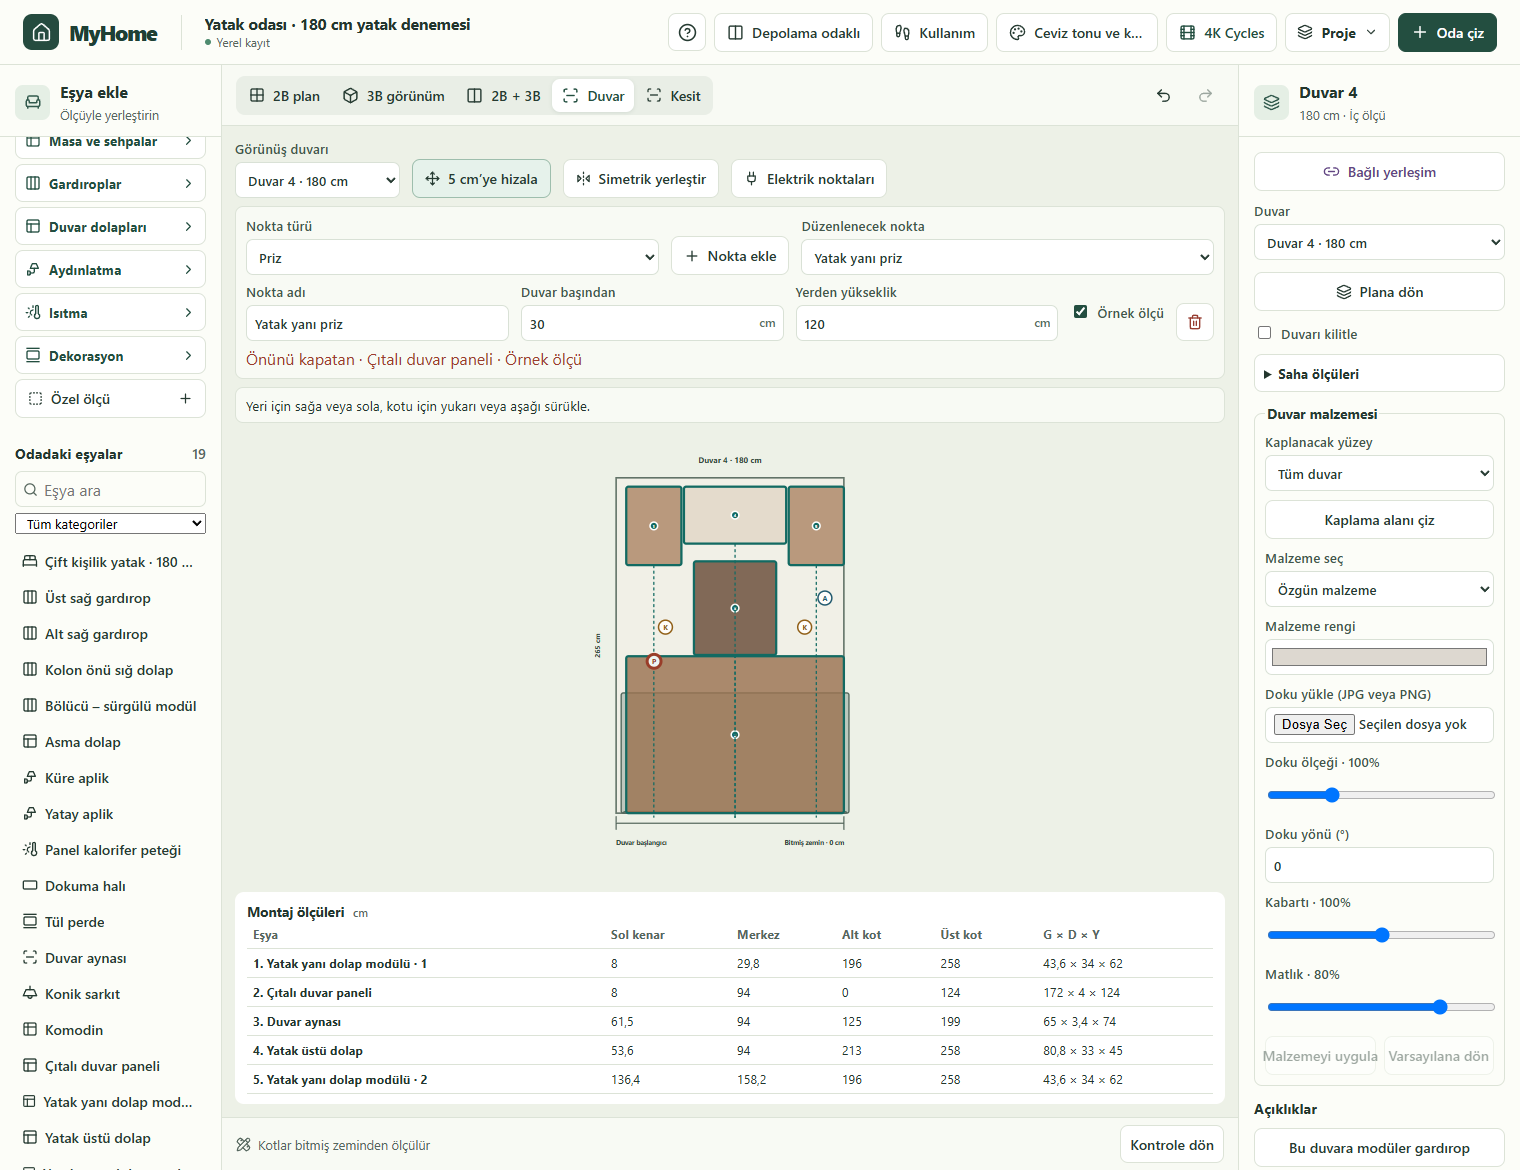 MyHome
Yatak odası · 180 cm yatak denemesi
Yerel kayıt
Depolama odaklı
Kullanım
Ceviz tonu ve k...
4K Cycles
Proje
Oda çiz
Eşya ekle
Ölçüyle yerleştirin
Masa ve sehpalar
Gardıroplar
Duvar dolapları
Aydınlatma
Isıtma
Dekorasyon
Özel ölçü
Odadaki eşyalar 19
Eşya ara
Tüm kategoriler
Çift kişilik yatak · 180 ...
Üst sağ gardırop
Alt sağ gardırop
Kolon önü sığ dolap
Bölücü – sürgülü modül
Asma dolap
Küre aplik
Yatay aplik
Panel kalorifer peteği
Dokuma halı
Tül perde
Duvar aynası
Konik sarkıt
Komodin
Çıtalı duvar paneli
Yatak yanı dolap mod...
Yatak üstü dolap
2B plan
3B görünüm
2B + 3B
Duvar
Kesit
Görünüş duvarı
Duvar 4 · 180 cm
5 cm'ye hizala
Simetrik yerleştir
Elektrik noktaları
Nokta türü
Priz
Nokta ekle
Düzenlenecek nokta
Yatak yanı priz
Nokta adı
Yatak yanı priz
Duvar başından
30 cm
Yerden yükseklik
120 cm
Örnek ölçü
Önünü kapatan · Çıtalı duvar paneli · Örnek ölçü
Yeri için sağa veya sola, kotu için yukarı veya aşağı sürükle.
Duvar 4 · 180 cm
A
K
K
P
265 cm
Duvar başlangıcı
Bitmiş zemin · 0 cm
Montaj ölçüleri cm
Eşya Sol kenar Merkez Alt kot Üst kot G × D × Y
1. Yatak yanı dolap modülü · 1 8 29,8 196 258 43,6 × 34 × 62
2. Çıtalı duvar paneli 8 94 0 124 172 × 4 × 124
3. Duvar aynası 61,5 94 125 199 65 × 3,4 × 74
4. Yatak üstü dolap 53,6 94 213 258 80,8 × 33 × 45
5. Yatak yanı dolap modülü · 2 136,4 158,2 196 258 43,6 × 34 × 62
Kotlar bitmiş zeminden ölçülür
Kontrole dön
Duvar 4
180 cm · İç ölçü
Bağlı yerleşim
Duvar
Duvar 4 · 180 cm
Plana dön
Duvarı kilitle
Saha ölçüleri
Duvar malzemesi
Kaplanacak yüzey
Tüm duvar
Kaplama alanı çiz
Malzeme seç
Özgün malzeme
Malzeme rengi
Doku yükle (JPG veya PNG)
Dosya Seç Seçilen dosya yok
Doku ölçeği · 100%
Doku yönü (°)
0
Kabartı · 100%
Matlık · 80%
Malzemeyi uygula
Varsayılana dön
Açıklıklar
Bu duvara modüler gardırop